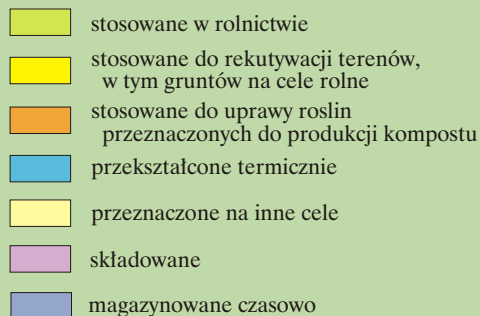 stosowane w rolnictwie
stosowane do rekutywacji terenów,
w tym gruntów na cele rolne
stosowane do uprawy roslin
przeznaczonych do produkcji kompostu
przekształcone termicznie
przeznaczone na inne cele
składowane
magazynowane czasowo